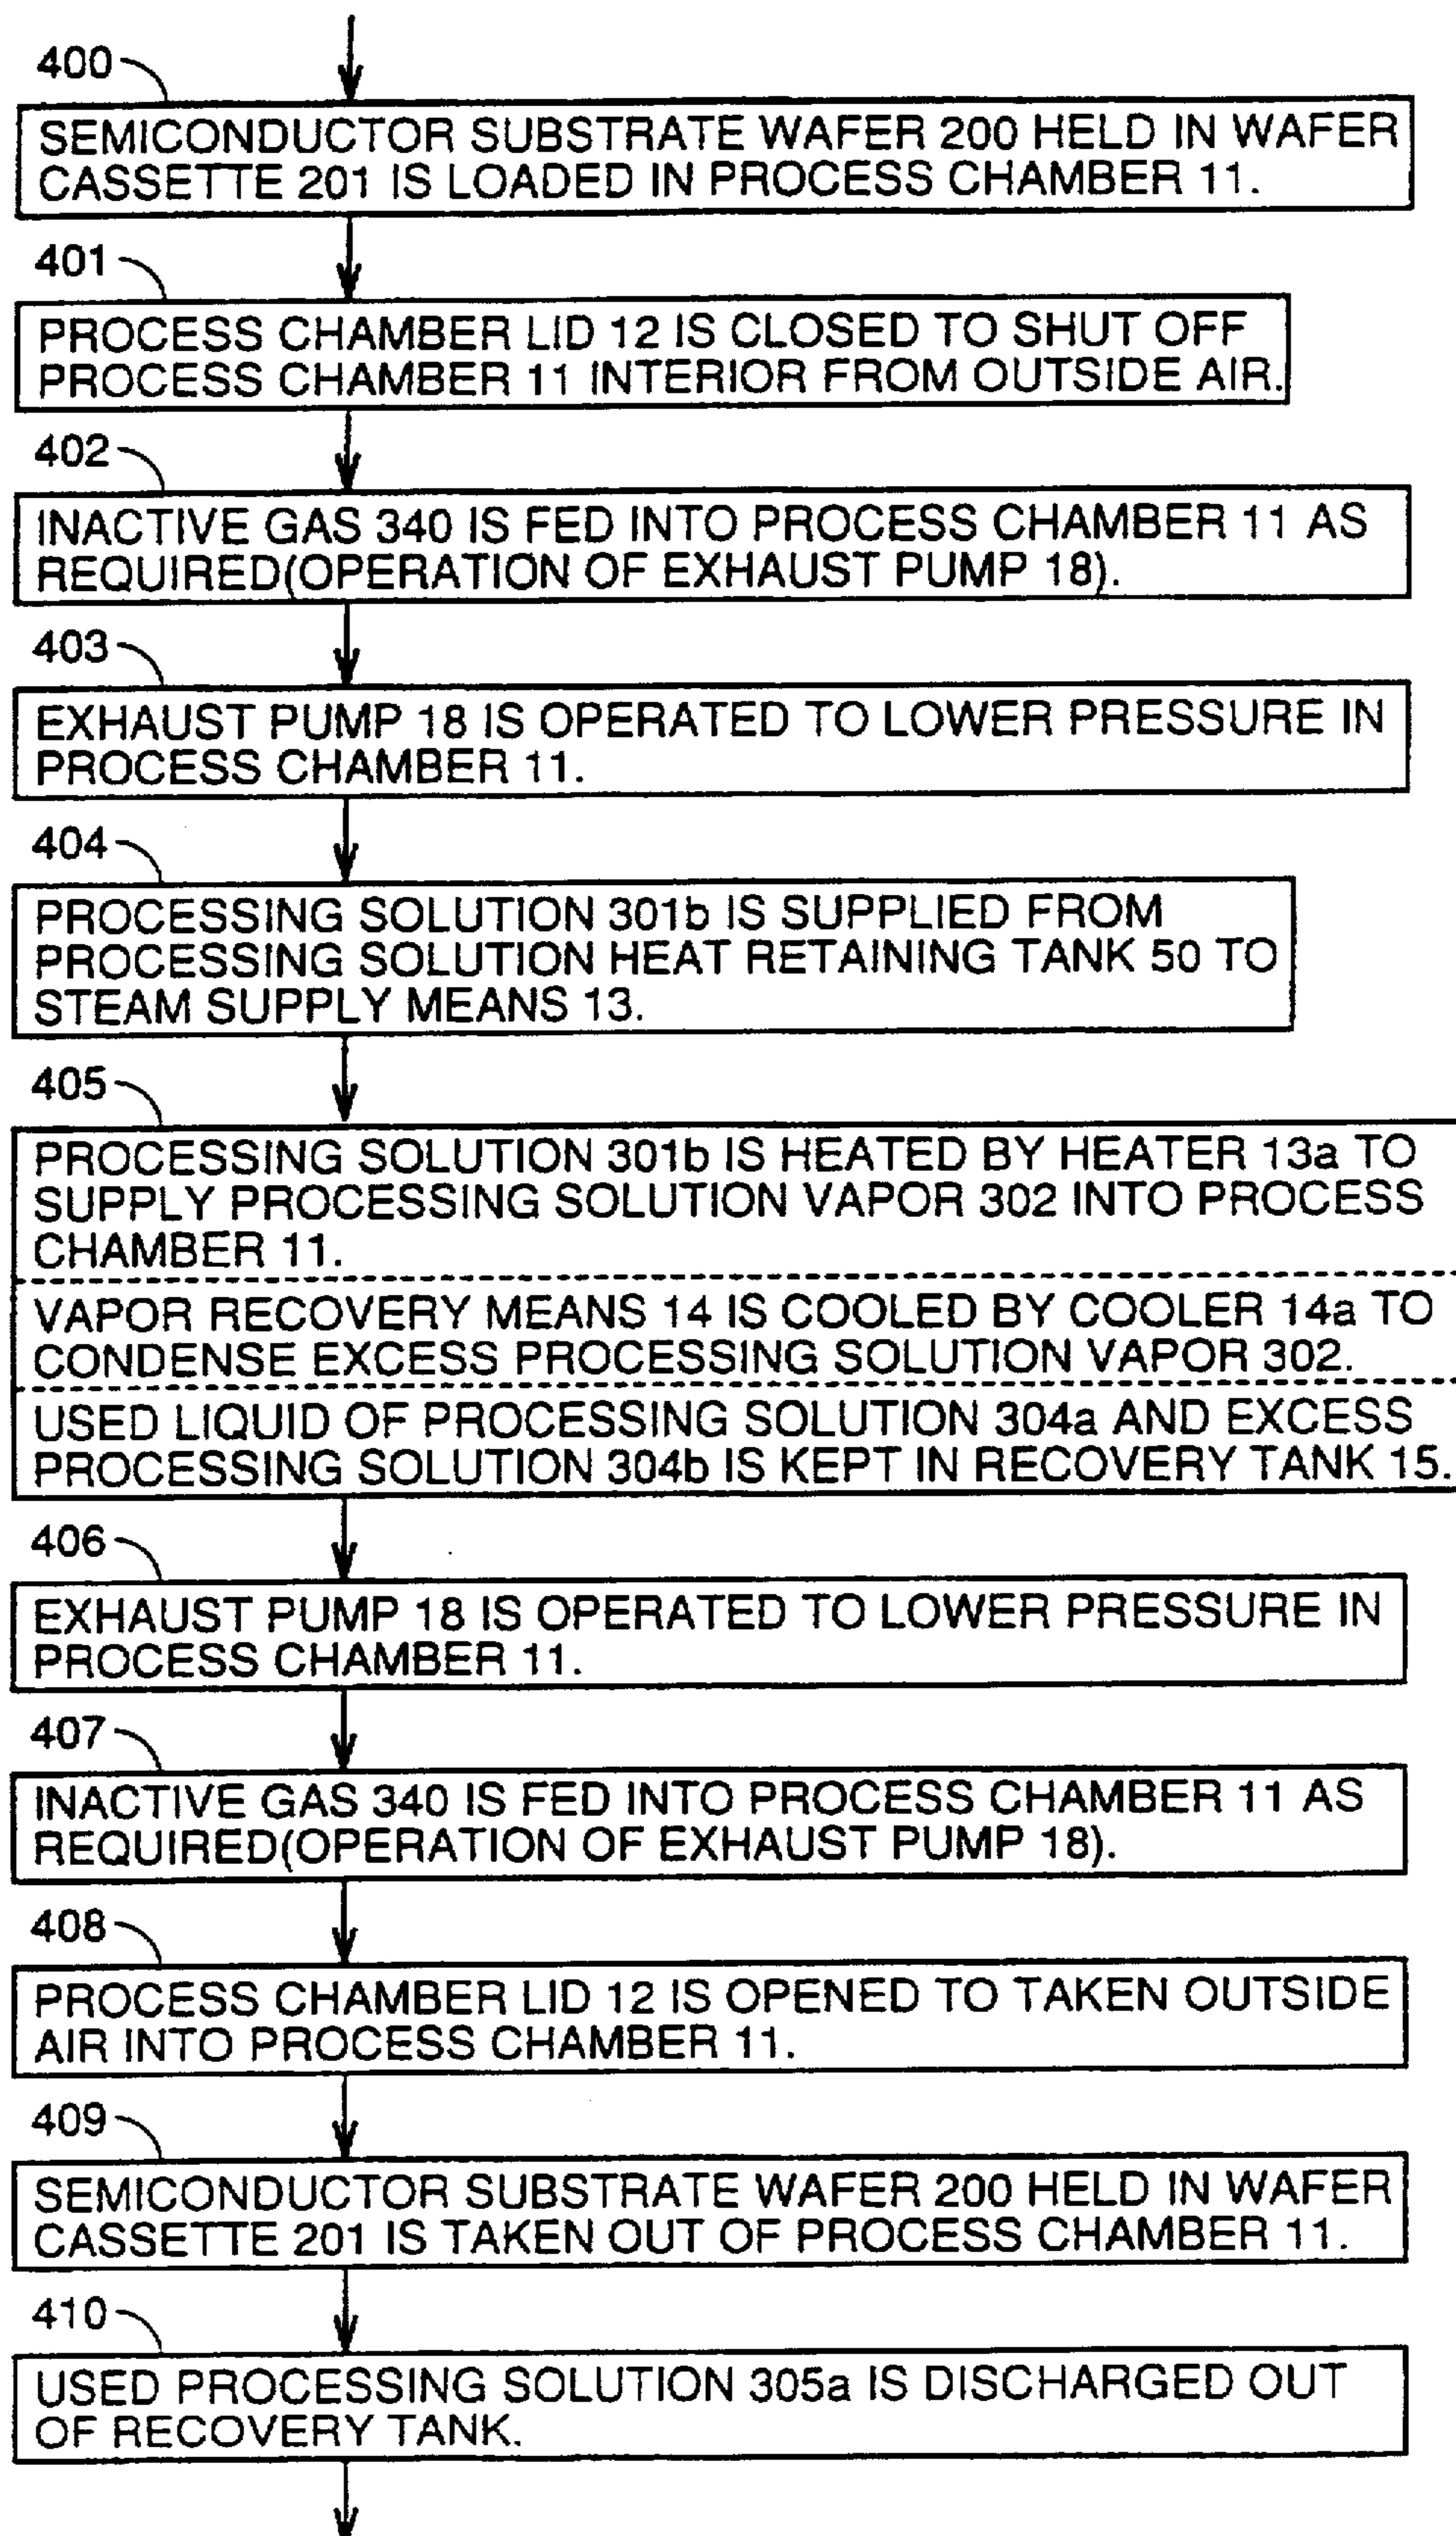 400
SEMICONDUCTOR SUBSTRATE WAFER 200 HELD IN WAFER
CASSETTE 201 IS LOADED IN PROCESS CHAMBER 11.
401
PROCESS CHAMBER LID 12 IS CLOSED TO SHUT OFF
PROCESS CHAMBER 11 INTERIOR FROM OUTSIDE AIR.
402
INACTIVE GAS 340 IS FED INTO PROCESS CHAMBER 11 AS
REQUIRED(OPERATION OF EXHAUST PUMP 18).
403
EXHAUST PUMP 18 IS OPERATED TO LOWER PRESSURE IN
PROCESS CHAMBER 11.
404
PROCESSING SOLUTION 301b IS SUPPLIED FROM
PROCESSING SOLUTION HEAT RETAINING TANK 50 TO
STEAM SUPPLY MEANS 13.
405
PROCESSING SOLUTION 301b IS HEATED BY HEATER 13a TO
SUPPLY PROCESSING SOLUTION VAPOR 302 INTO PROCESS
CHAMBER 11.
VAPOR RECOVERY MEANS 14 IS COOLED BY COOLER 14a TO
CONDENSE EXCESS PROCESSING SOLUTION VAPOR 302.
USED LIQUID OF PROCESSING SOLUTION 304a AND EXCESS
PROCESSING SOLUTION 304b IS KEPT IN RECOVERY TANK 15.
406
EXHAUST PUMP 18 IS OPERATED TO LOWER PRESSURE IN
PROCESS CHAMBER 11.
407
INACTIVE GAS 340 IS FED INTO PROCESS CHAMBER 11 AS
REQUIRED(OPERATION OF EXHAUST PUMP 18).
408
PROCESS CHAMBER LID 12 IS OPENED TO TAKEN OUTSIDE
AIR INTO PROCESS CHAMBER 11.
409
SEMICONDUCTOR SUBSTRATE WAFER 200 HELD IN WAFER
CASSETTE 201 IS TAKEN OUT OF PROCESS CHAMBER 11.
410
USED PROCESSING SOLUTION 305a IS DISCHARGED OUT
OF RECOVERY TANK.